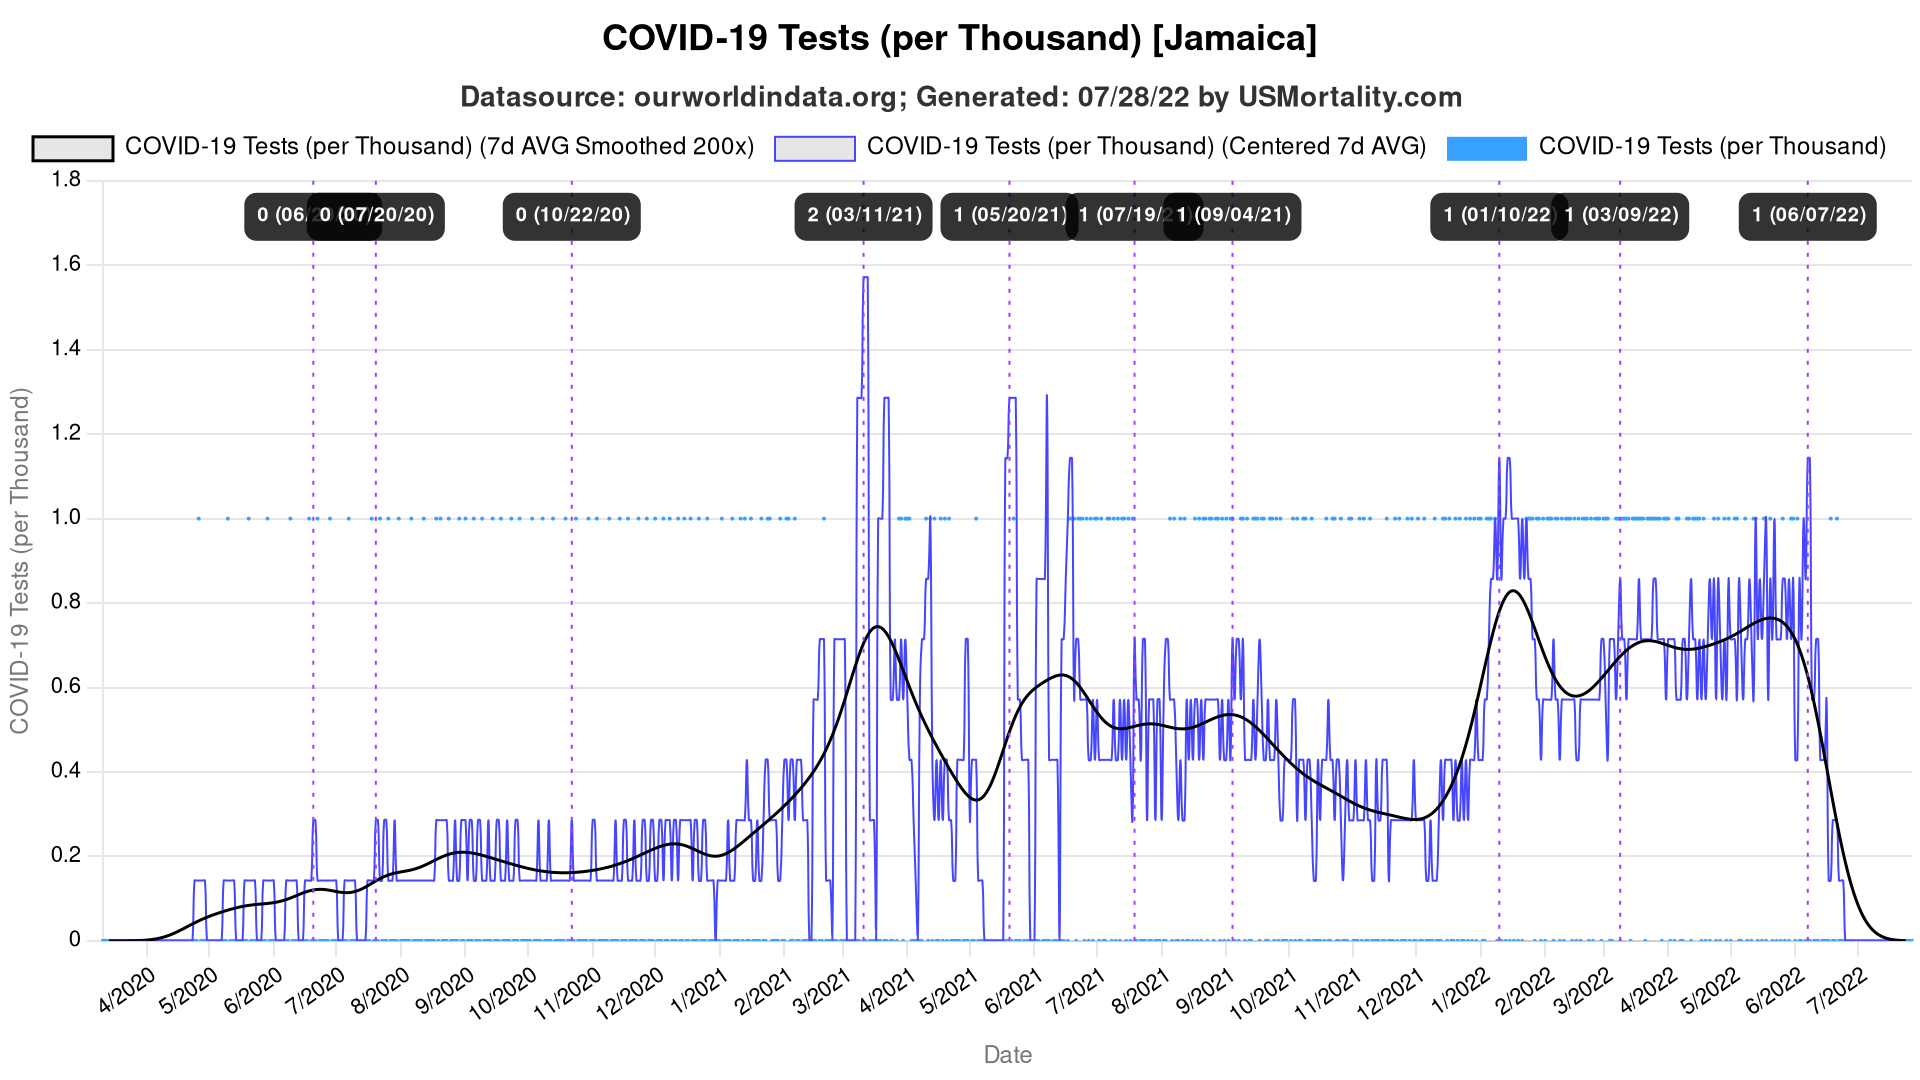 COVID-19 Tests (per Thousand) [Jamaica]
Datasource: ourworldindata.org; Generated: 07/28/22 by USMortality.com
COVID-19 Tests (per Thousand) (7d AVG Smoothed 200x) COVID-19 Tests (per Thousand) (Centered 7d AVG) COVID-19 Tests (per Thousand)
0 (06/ 0 (07/20/20) 0 (10/22/20) 2 (03/11/21) 1 (05/20/21) 1 (07/19/2 1 (09/04/21) 1 (01/10/22) 1 (03/09/22) 1 (06/07/22)
1.8
1.6
1.4
1.2
1.0
0.8
0.6
0.4
0.2
0
COVID-19 Tests (per Thousand)
4/2020 5/2020 6/2020 7/2020 8/2020 9/2020 10/2020 11/2020 12/2020 1/2021 2/2021 3/2021 4/2021 5/2021 6/2021 7/2021 8/2021 9/2021 10/2021 11/2021 12/2021 1/2022 2/2022 3/2022 4/2022 5/2022 6/2022 7/2022
Date